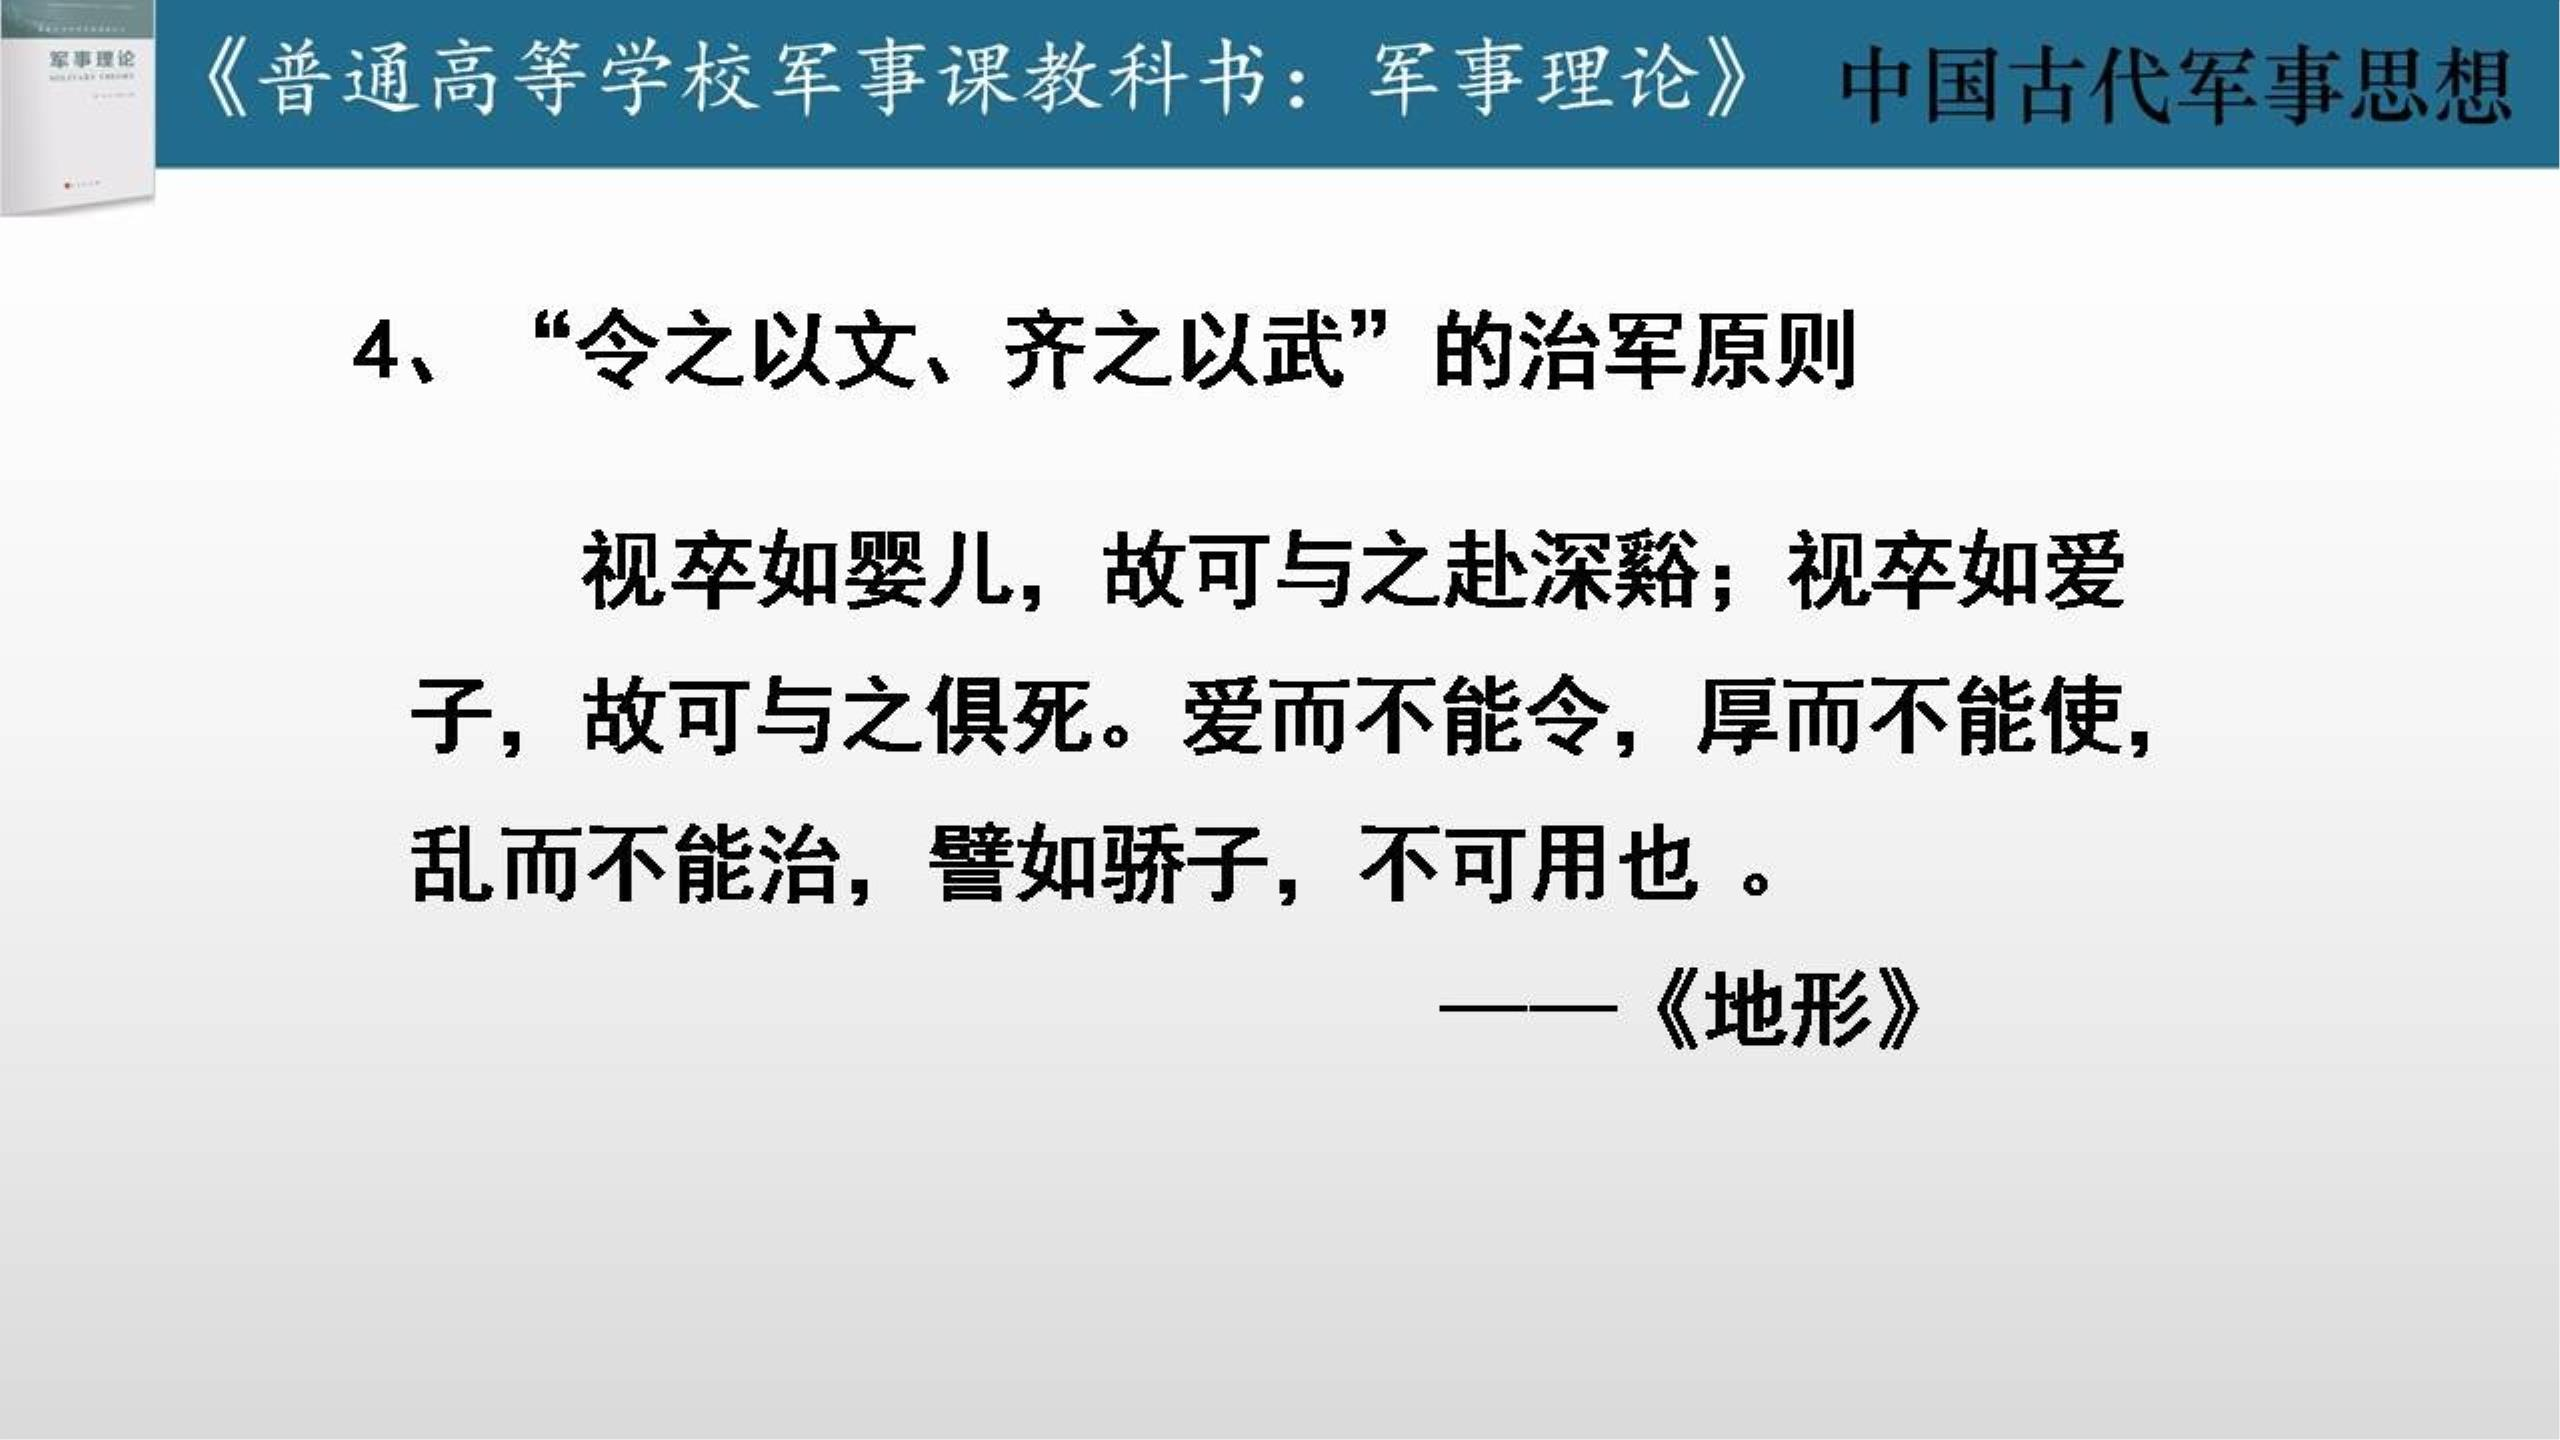 军事理论
MILITARY THEORY
《普通高等学校军事课教科书：军事理论》 中国古代军事思想
4、 “令之以文、齐之以武”的治军原则
视卒如婴儿，故可与之赴深谿；视卒如爱
子，故可与之俱死。爱而不能令，厚而不能使，
乱而不能治，譬如骄子，不可用也 。
——《地形》